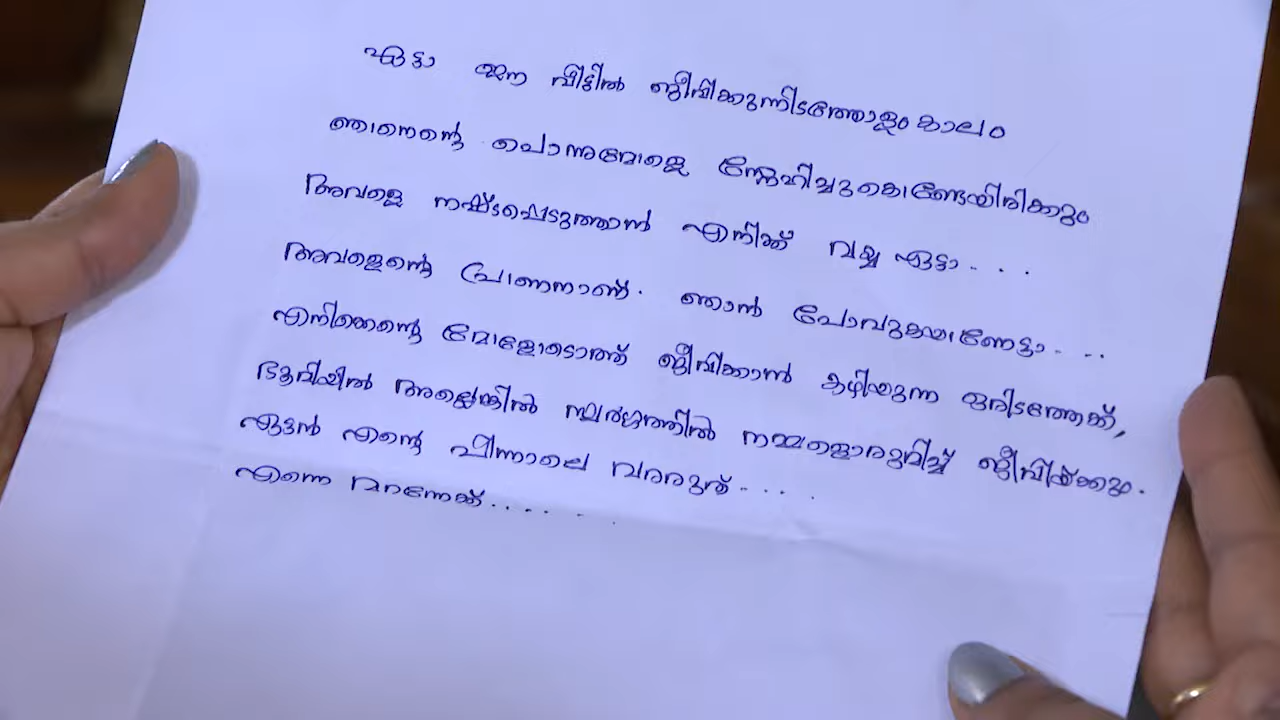 ഏട്ടാ ഈ വീട്ടിൽ ജീവിക്കുന്നിടത്തോളം കാലം
ഞാനെന്റെ പൊന്നുമോളെ സ്നേഹിച്ചുകൊണ്ടേയിരിക്കും
അവളെ നഷ്ടപ്പെടുത്താൻ എനിക്ക് വയ്യ ഏട്ടാ. . .
അവളെന്റെ പ്രാണനാണ്. ഞാൻ പോവുകയാണേട്ടാ. . .
എനിക്കെന്റെ മോളോടൊത്ത് ജീവിക്കാൻ കഴിയുന്ന ഒരിടത്തേക്ക്,
ഭൂമിയിൽ അല്ലെങ്കിൽ സ്വർഗ്ഗത്തിൽ നമ്മളൊരുമിച്ച് ജീവിയ്ക്കും.
ഏട്ടൻ എന്റെ പിന്നാലെ വരരുത്. . . .
എന്നെ മറന്നേക്ക്. . . . . . .